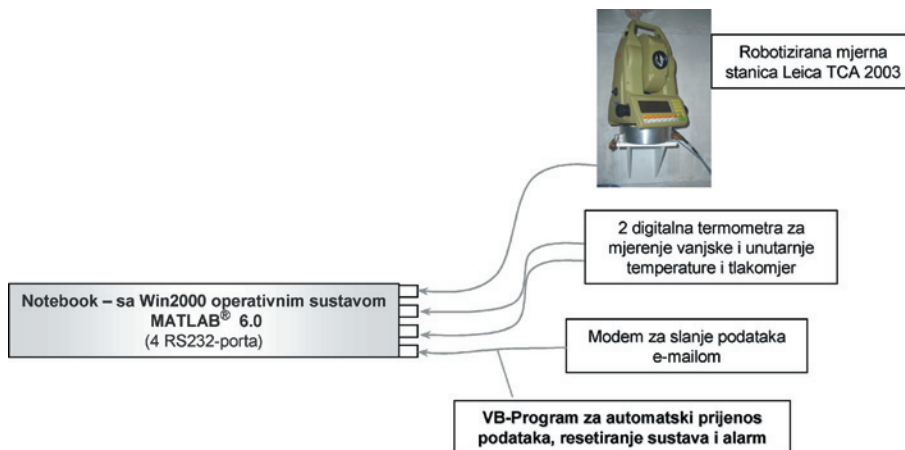 Robotizirana mjerna
stanica Leica TCA 2003
2 digitalna termometra za
mjerenje vanjske i unutarnje
temperature i tlakomjer
Notebook – sa Win2000 operativnim sustavom
MATLAB® 6.0
(4 RS232-porta)
Modem za slanje podataka
e-mailom
VB-Program za automatski prijenos
podataka, resetiranje sustava i alarm